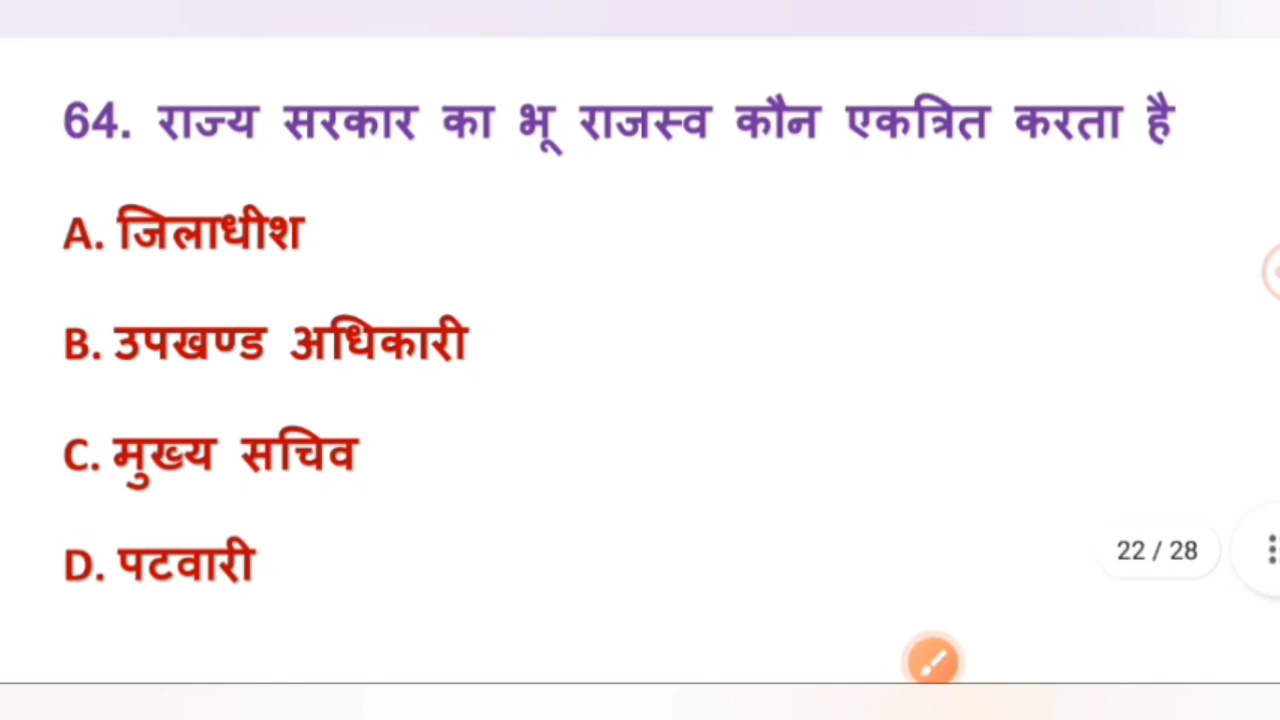 64. राज्य सरकार का भू राजस्व कौन एकत्रित करता है
A. जिलाधीश
B. उपखण्ड अधिकारी
C. मुख्य सचिव
D. पटवारी
22 / 28